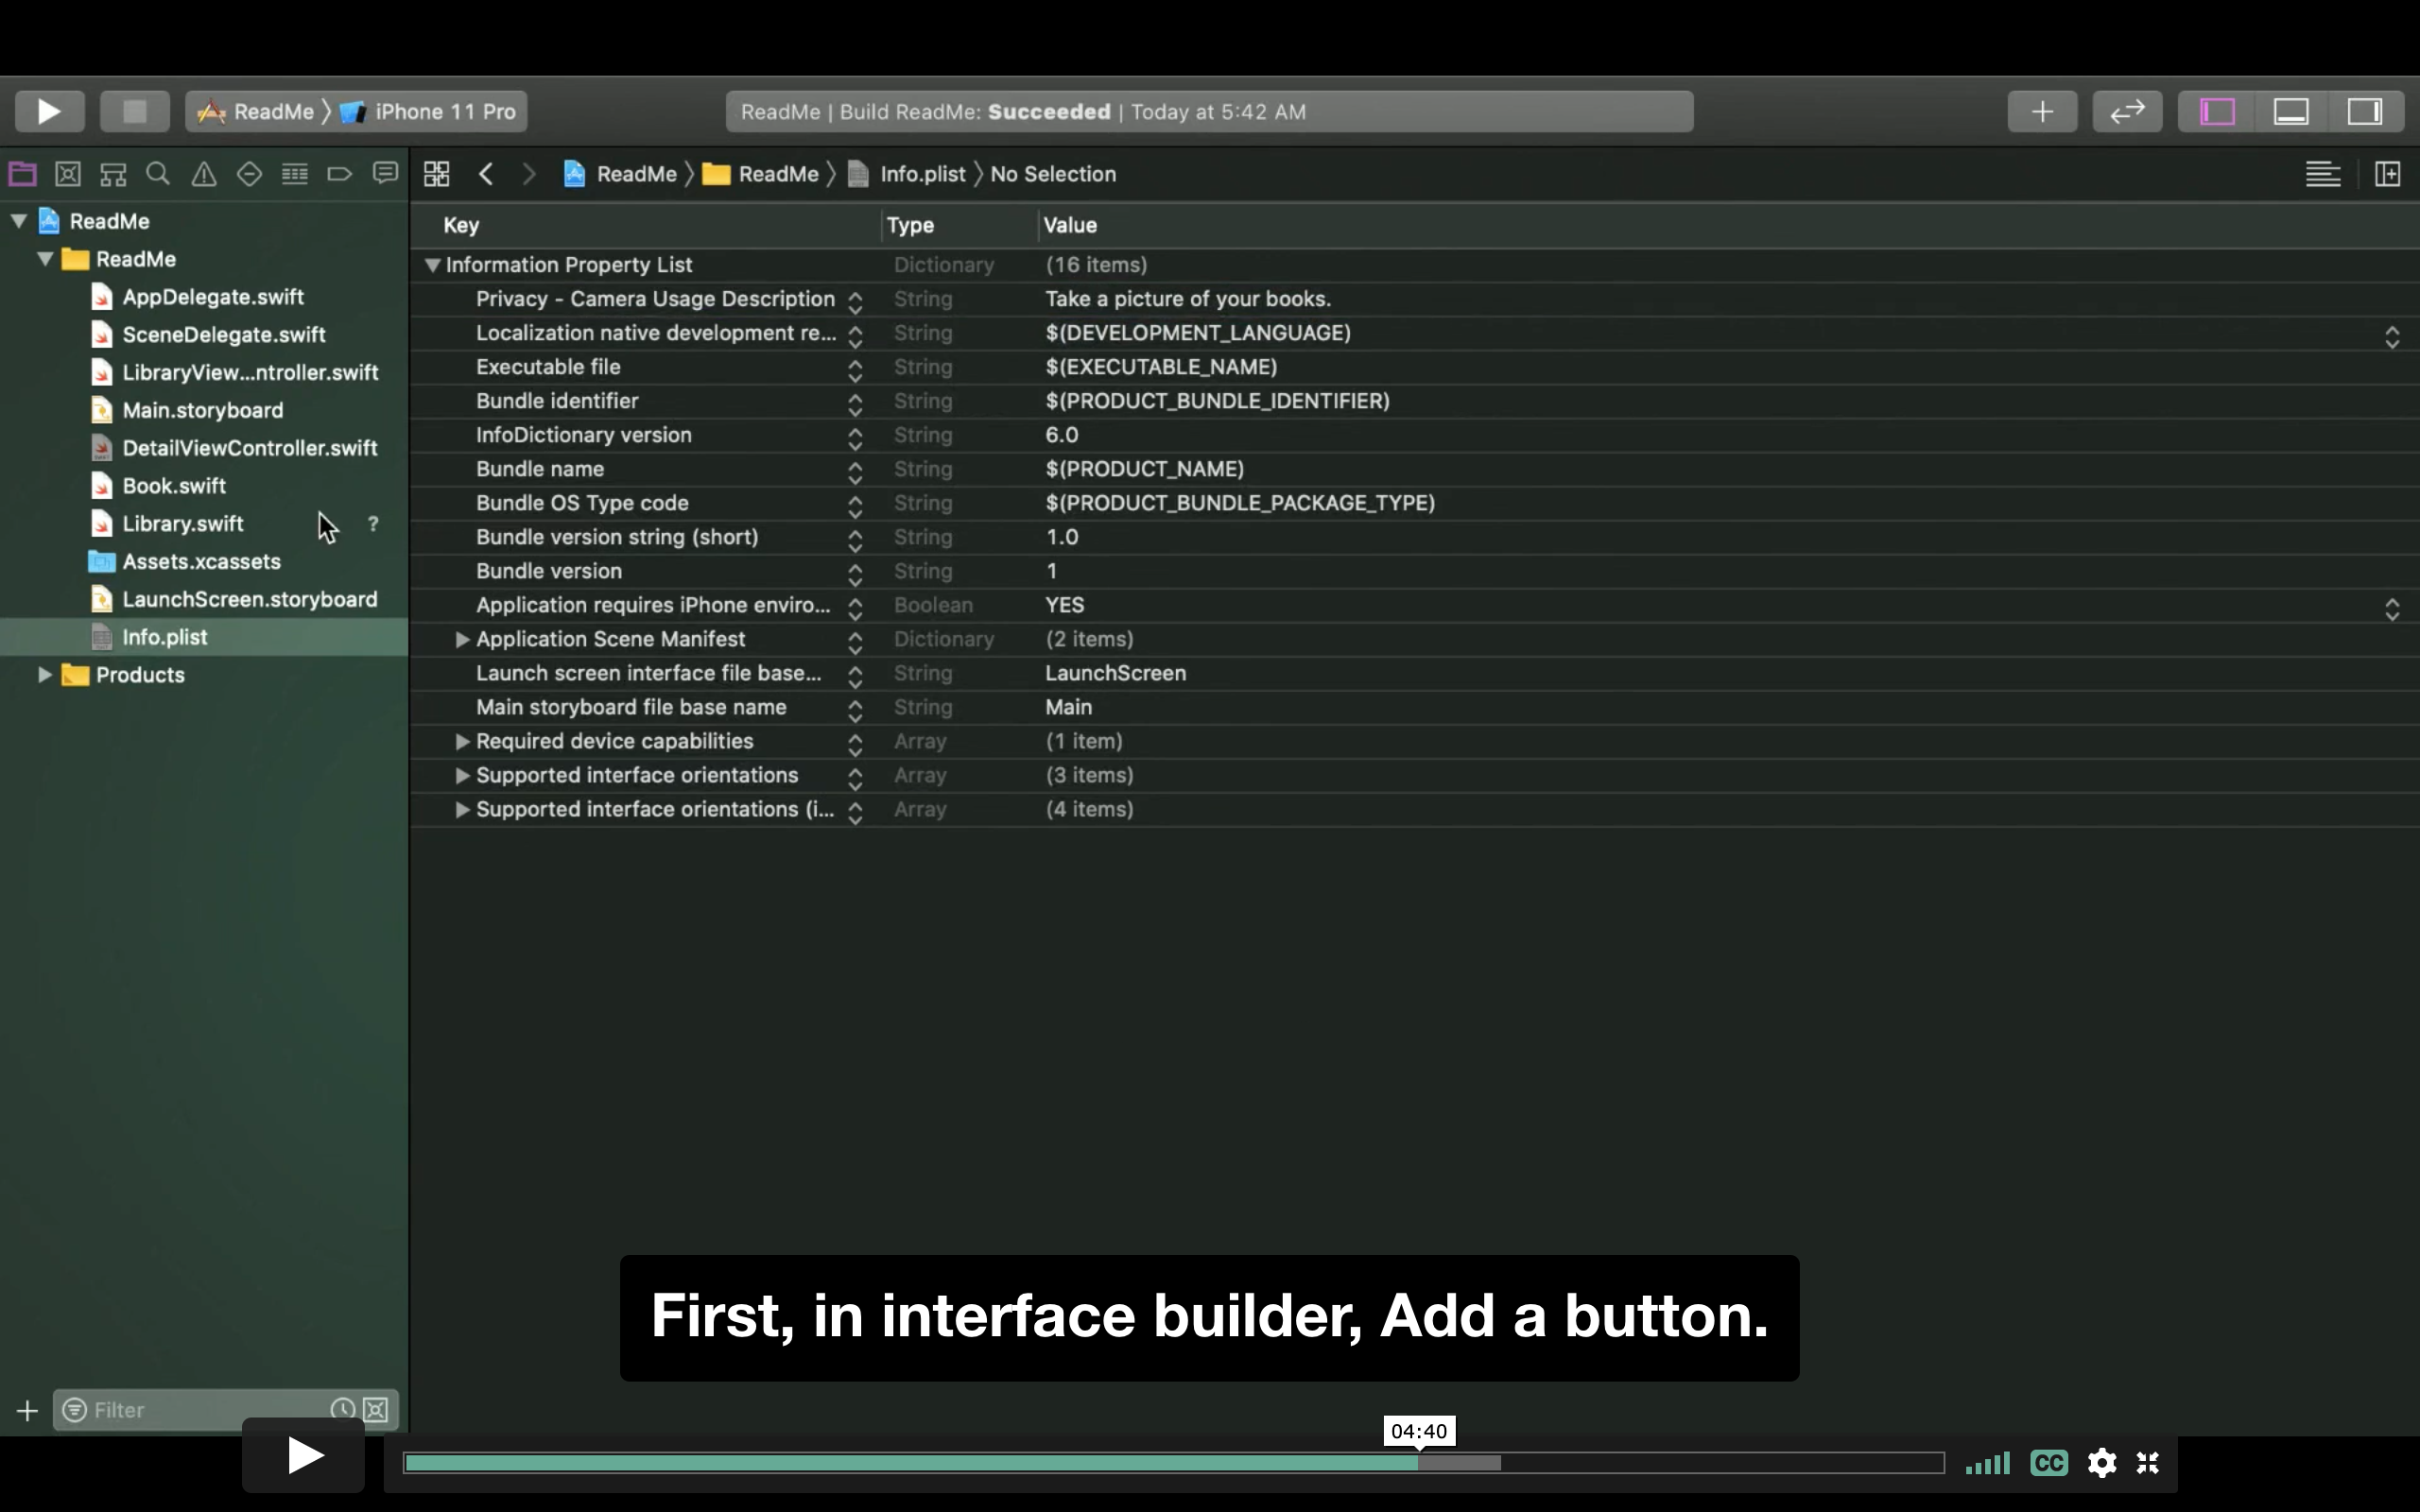 ReadMe 〉 iPhone 11 Pro
ReadMe | Build ReadMe: Succeeded | Today at 5:42 AM
ReadMe 〉 ReadMe 〉 Info.plist 〉 No Selection
ReadMe
ReadMe
AppDelegate.swift
SceneDelegate.swift
LibraryView...ntroller.swift
Main.storyboard
DetailViewController.swift
Book.swift
Library.swift ?
Assets.xcassets
LaunchScreen.storyboard
Info.plist
Products
Key Type Value
Information Property List Dictionary (16 items)
Privacy - Camera Usage Description String Take a picture of your books.
Localization native development re... String $(DEVELOPMENT_LANGUAGE)
Executable file String $(EXECUTABLE_NAME)
Bundle identifier String $(PRODUCT_BUNDLE_IDENTIFIER)
InfoDictionary version String 6.0
Bundle name String $(PRODUCT_NAME)
Bundle OS Type code String $(PRODUCT_BUNDLE_PACKAGE_TYPE)
Bundle version string (short) String 1.0
Bundle version String 1
Application requires iPhone enviro... Boolean YES
Application Scene Manifest Dictionary (2 items)
Launch screen interface file base... String LaunchScreen
Main storyboard file base name String Main
Required device capabilities Array (1 item)
Supported interface orientations Array (3 items)
Supported interface orientations (i... Array (4 items)
First, in interface builder, Add a button.
Filter
04:40
CC